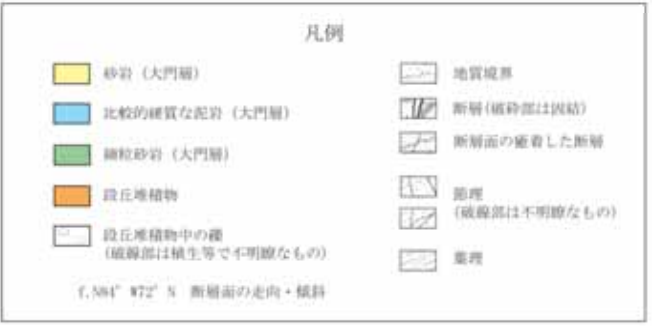 凡例
砂岩（大門層）
比較的硬質な泥岩（大門層）
細粒砂岩（大門層）
段丘堆積物
段丘堆積物中の礫
(破線部は植生等で不明瞭なもの)
f.N84°W72°N 断層面の走向・傾斜
地質境界
断層(破砕部は固結)
断層面の癒着した断層
節理
(破線部は不明瞭なもの)
葉理